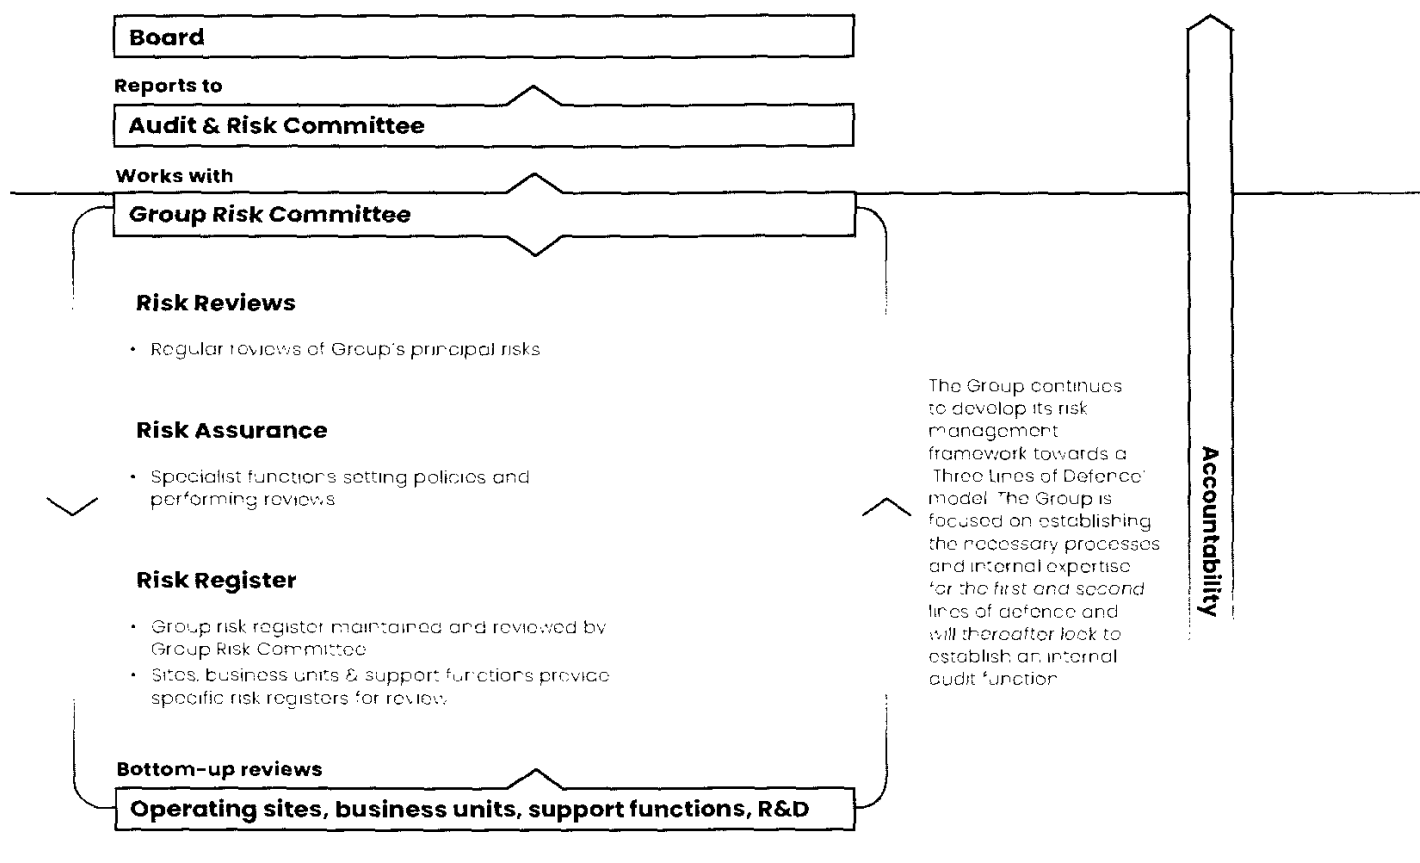 Board
Reports to
Audit & Risk Committee
Works with
Group Risk Committee
Risk Reviews
• Regular reviews of Group's principal risks
Risk Assurance
• Specialist functions setting policies and
performing reviews
Risk Register
• Group risk register maintained and reviewed by
Group Risk Committee
• Sites, business units & support functions provide
specific risk registers for review
Bottom-up reviews
Operating sites, business units, support functions, R&D
The Group continues
to develop its risk
management
framework towards a
'Three Lines of Defence'
model. The Group is
focused on establishing
the necessary processes
and internal expertise
for the first and second
lines of defence and
will thereafter look to
establish an internal
audit function
Accountability